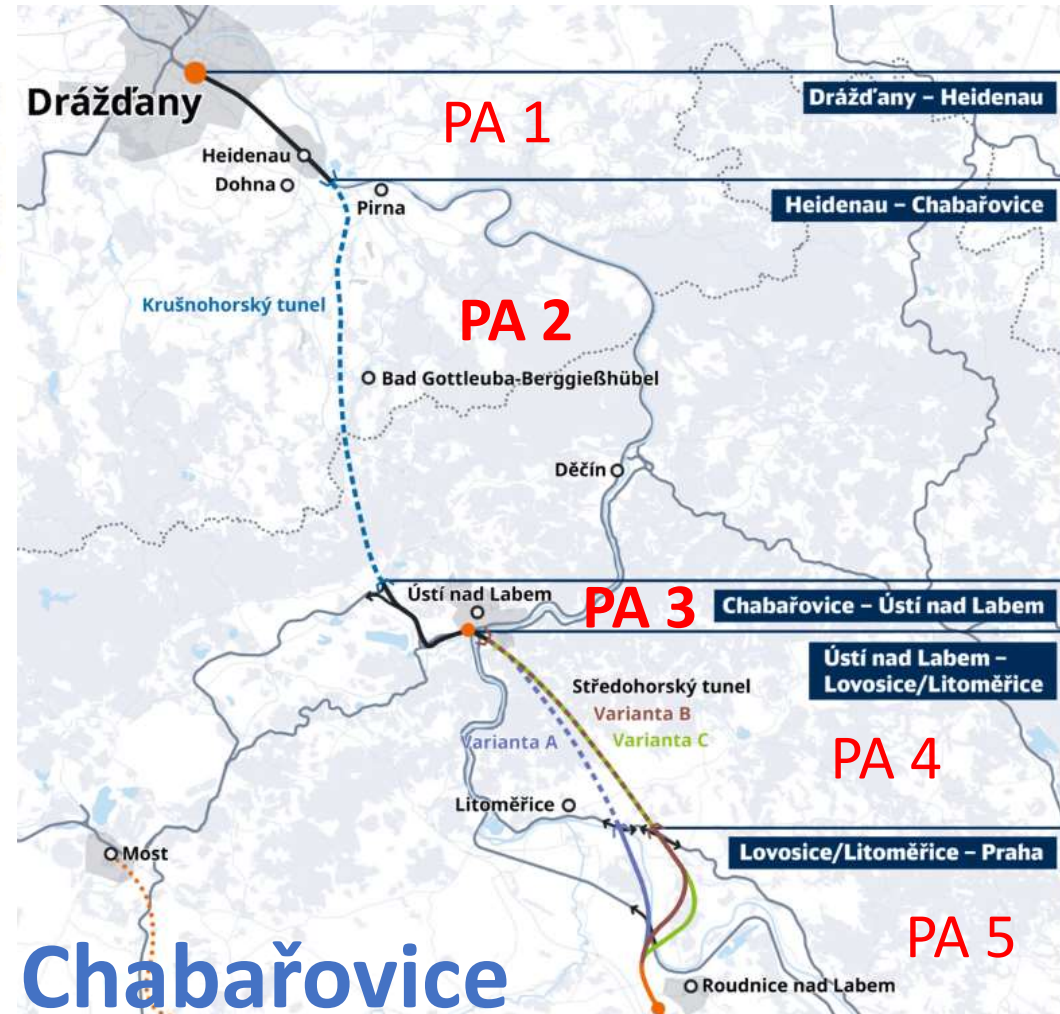 Drážďany
PA 1
Drážďany – Heidenau
Heidenau
Dohna
Pirna
Heidenau – Chabařovice
Krušnohorský tunel
PA 2
Bad Gottleuba-Berggießhübel
Děčín
Ústí nad Labem
PA 3
Chabařovice – Ústí nad Labem
Ústí nad Labem –
Lovosice/Litoměřice
Středohorský tunel
Varianta B
Varianta A
Varianta C
PA 4
Litoměřice
Most
Lovosice/Litoměřice – Praha
PA 5
Chabařovice
Roudnice nad Labem